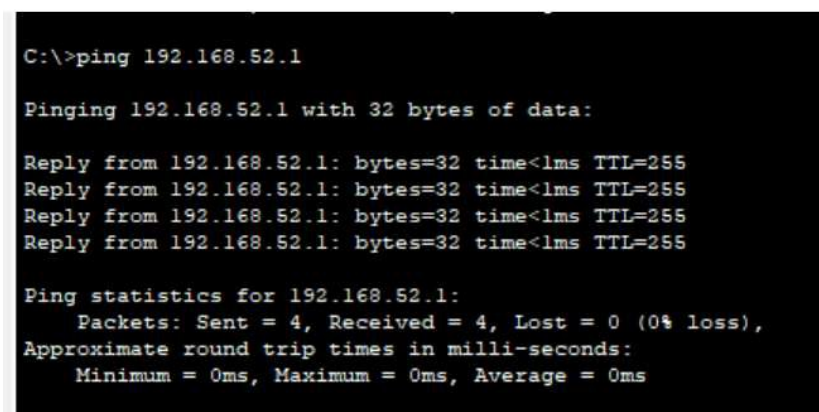 C:\>ping 192.168.52.1
Pinging 192.168.52.1 with 32 bytes of data:
Reply from 192.168.52.1: bytes=32 time<1ms TTL=255
Reply from 192.168.52.1: bytes=32 time<1ms TTL=255
Reply from 192.168.52.1: bytes=32 time<1ms TTL=255
Reply from 192.168.52.1: bytes=32 time<1ms TTL=255
Ping statistics for 192.168.52.1:
    Packets: Sent = 4, Received = 4, Lost = 0 (0% loss),
Approximate round trip times in milli-seconds:
    Minimum = 0ms, Maximum = 0ms, Average = 0ms